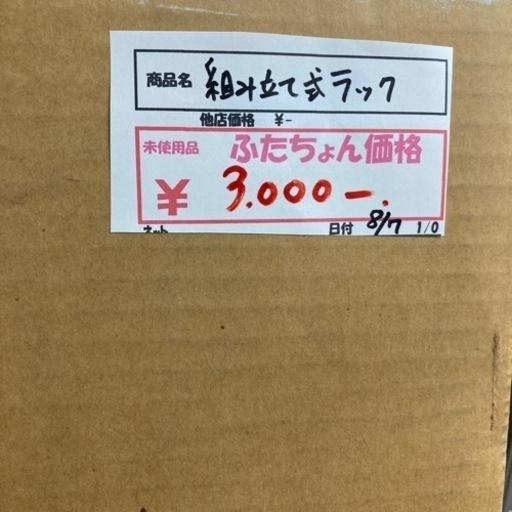 商品名 組み立て式ラック
他店価格 ¥-
未使用品 ふたちょん価格
¥ 3.000-.
ネット 日付 8/7 1/0